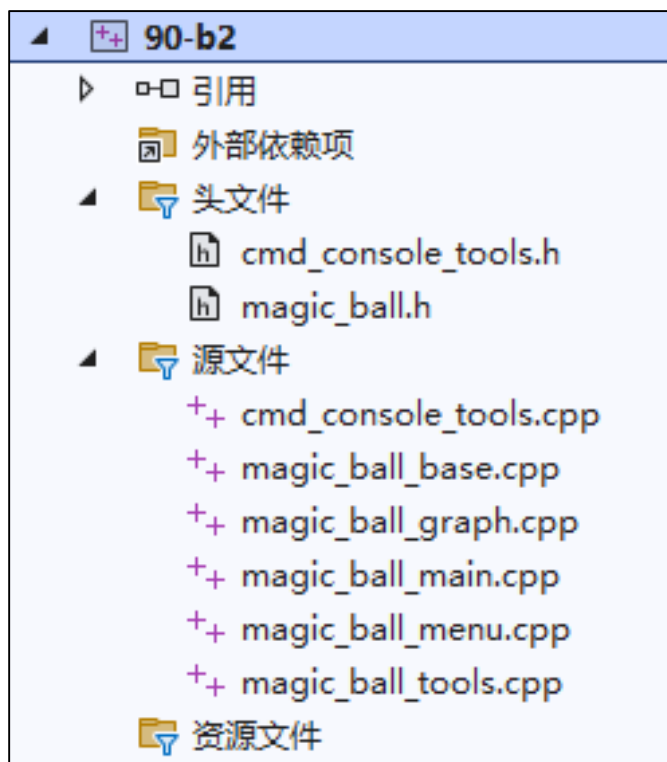 90-b2
引用
外部依赖项
头文件
cmd_console_tools.h
magic_ball.h
源文件
cmd_console_tools.cpp
magic_ball_base.cpp
magic_ball_graph.cpp
magic_ball_main.cpp
magic_ball_menu.cpp
magic_ball_tools.cpp
资源文件